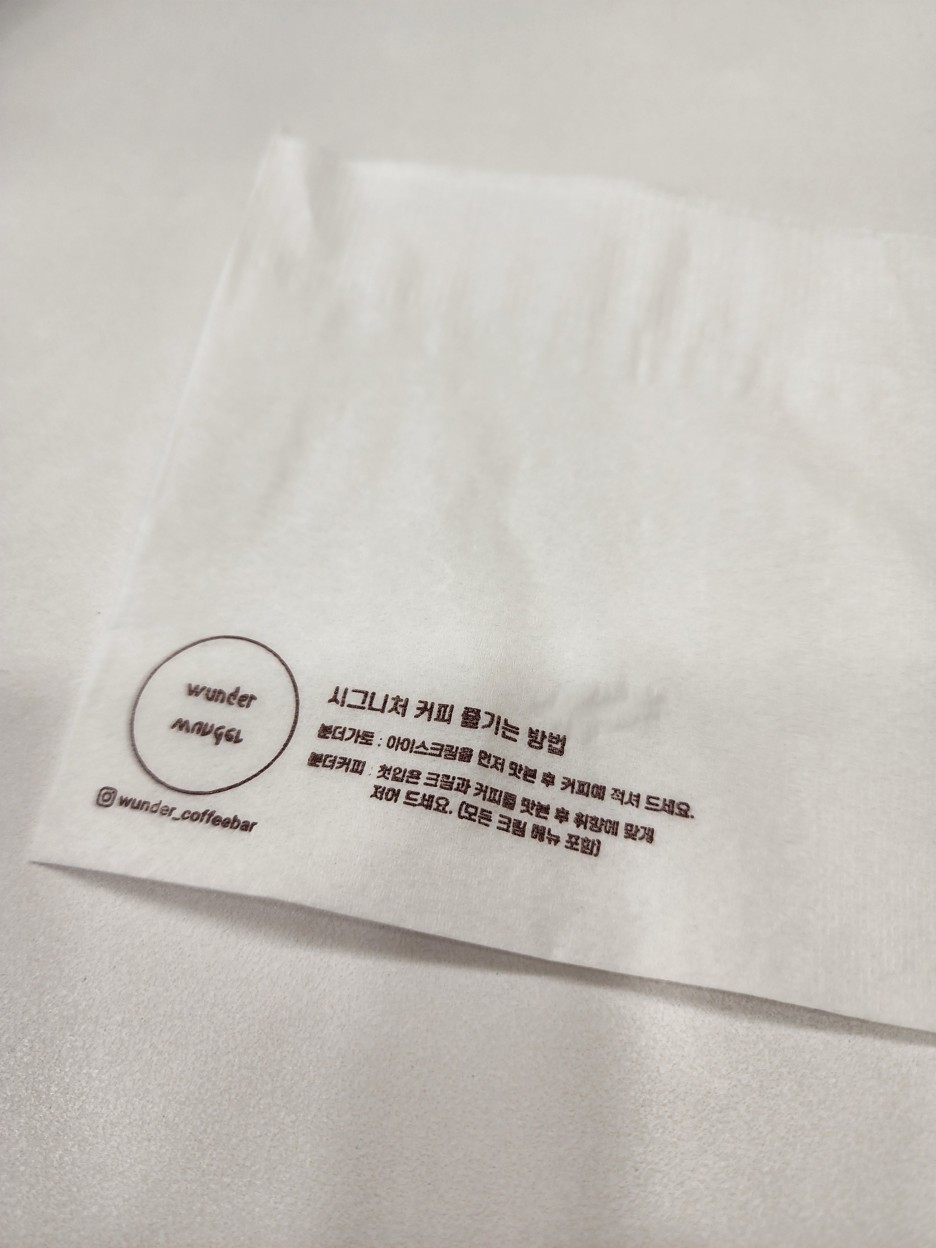 wunder
wunder
wunder_coffeebar
시그니처 커피 즐기는 방법
분더가토 : 아이스크림을 먼저 맛본 후 커피에 적셔 드세요.
분더커피 : 첫입은 크림과 커피를 맛본 후 취향에 맞게
저어 드세요. (모든 크림 메뉴 포함)